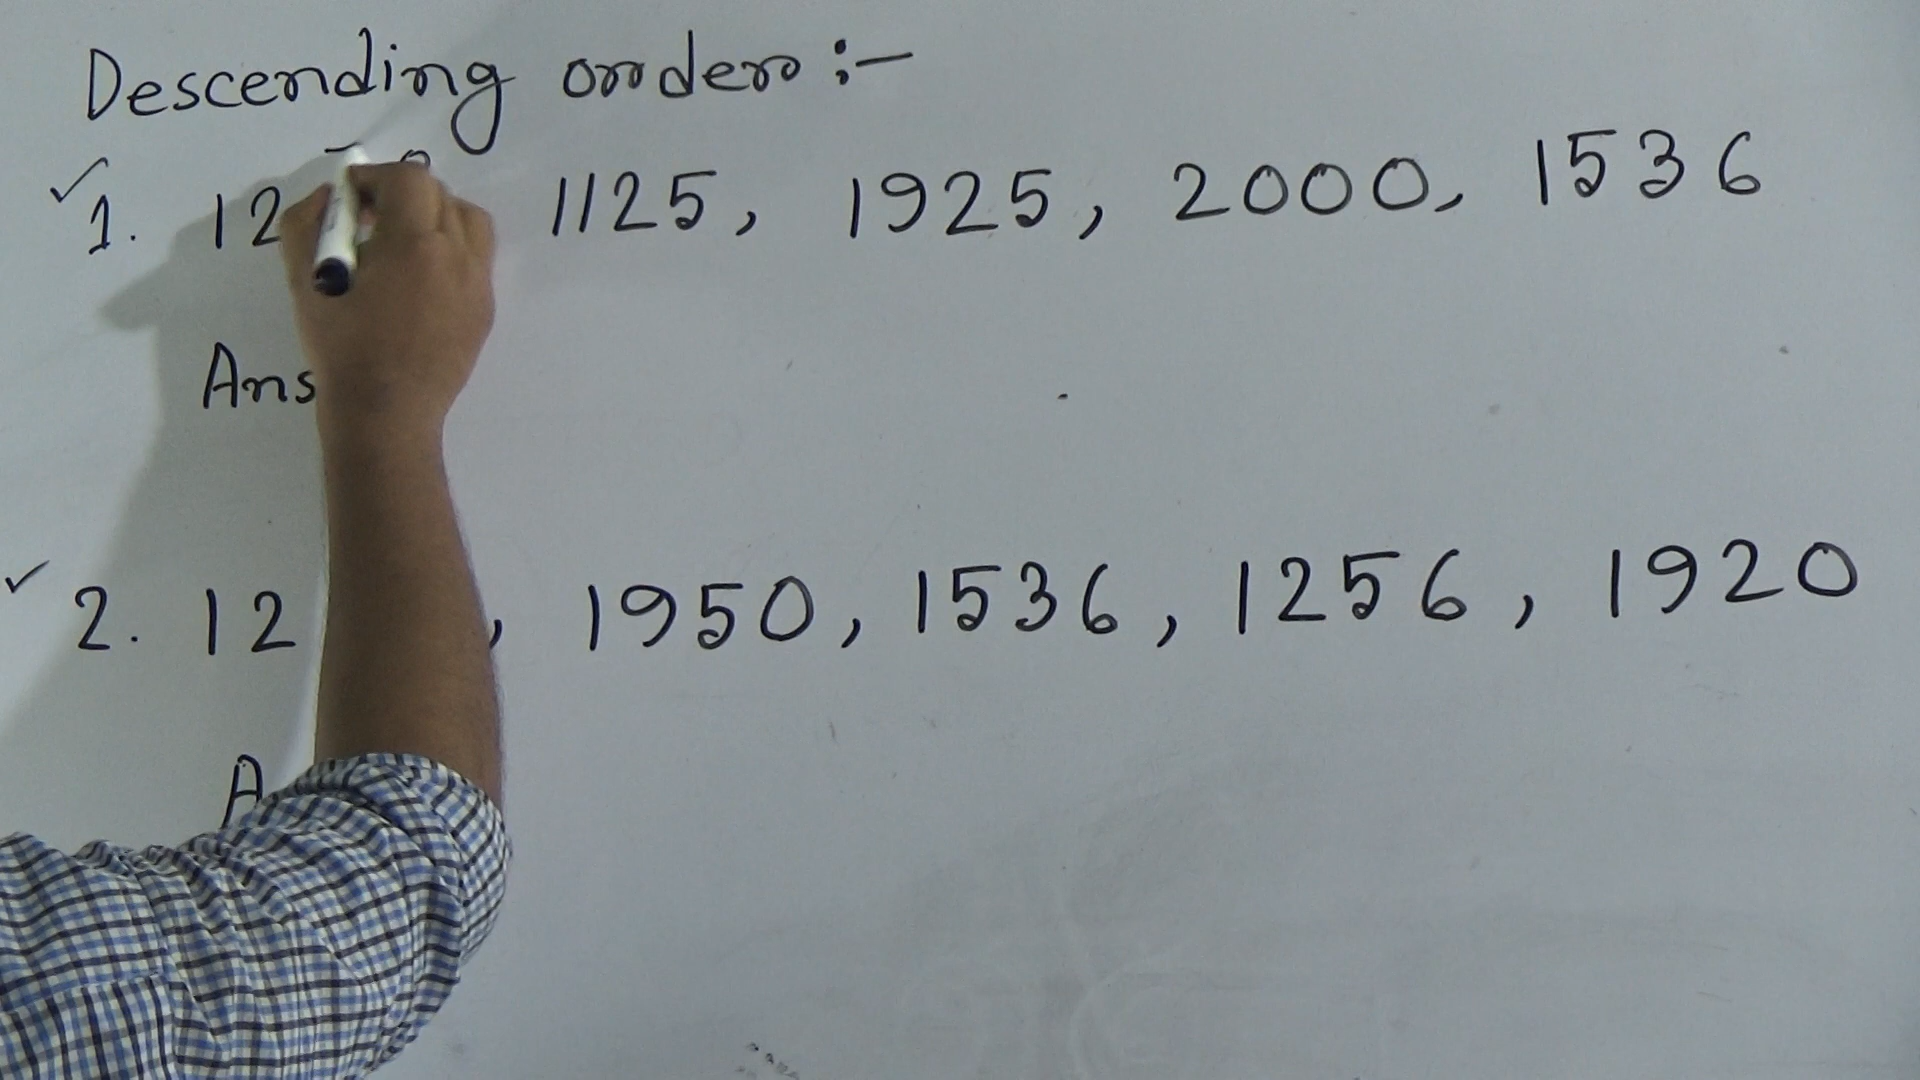 Descending order :-
1. 12 1125, 1925, 2000, 1536
Ans
2. 12 , 1950, 1536, 1256, 1920
A